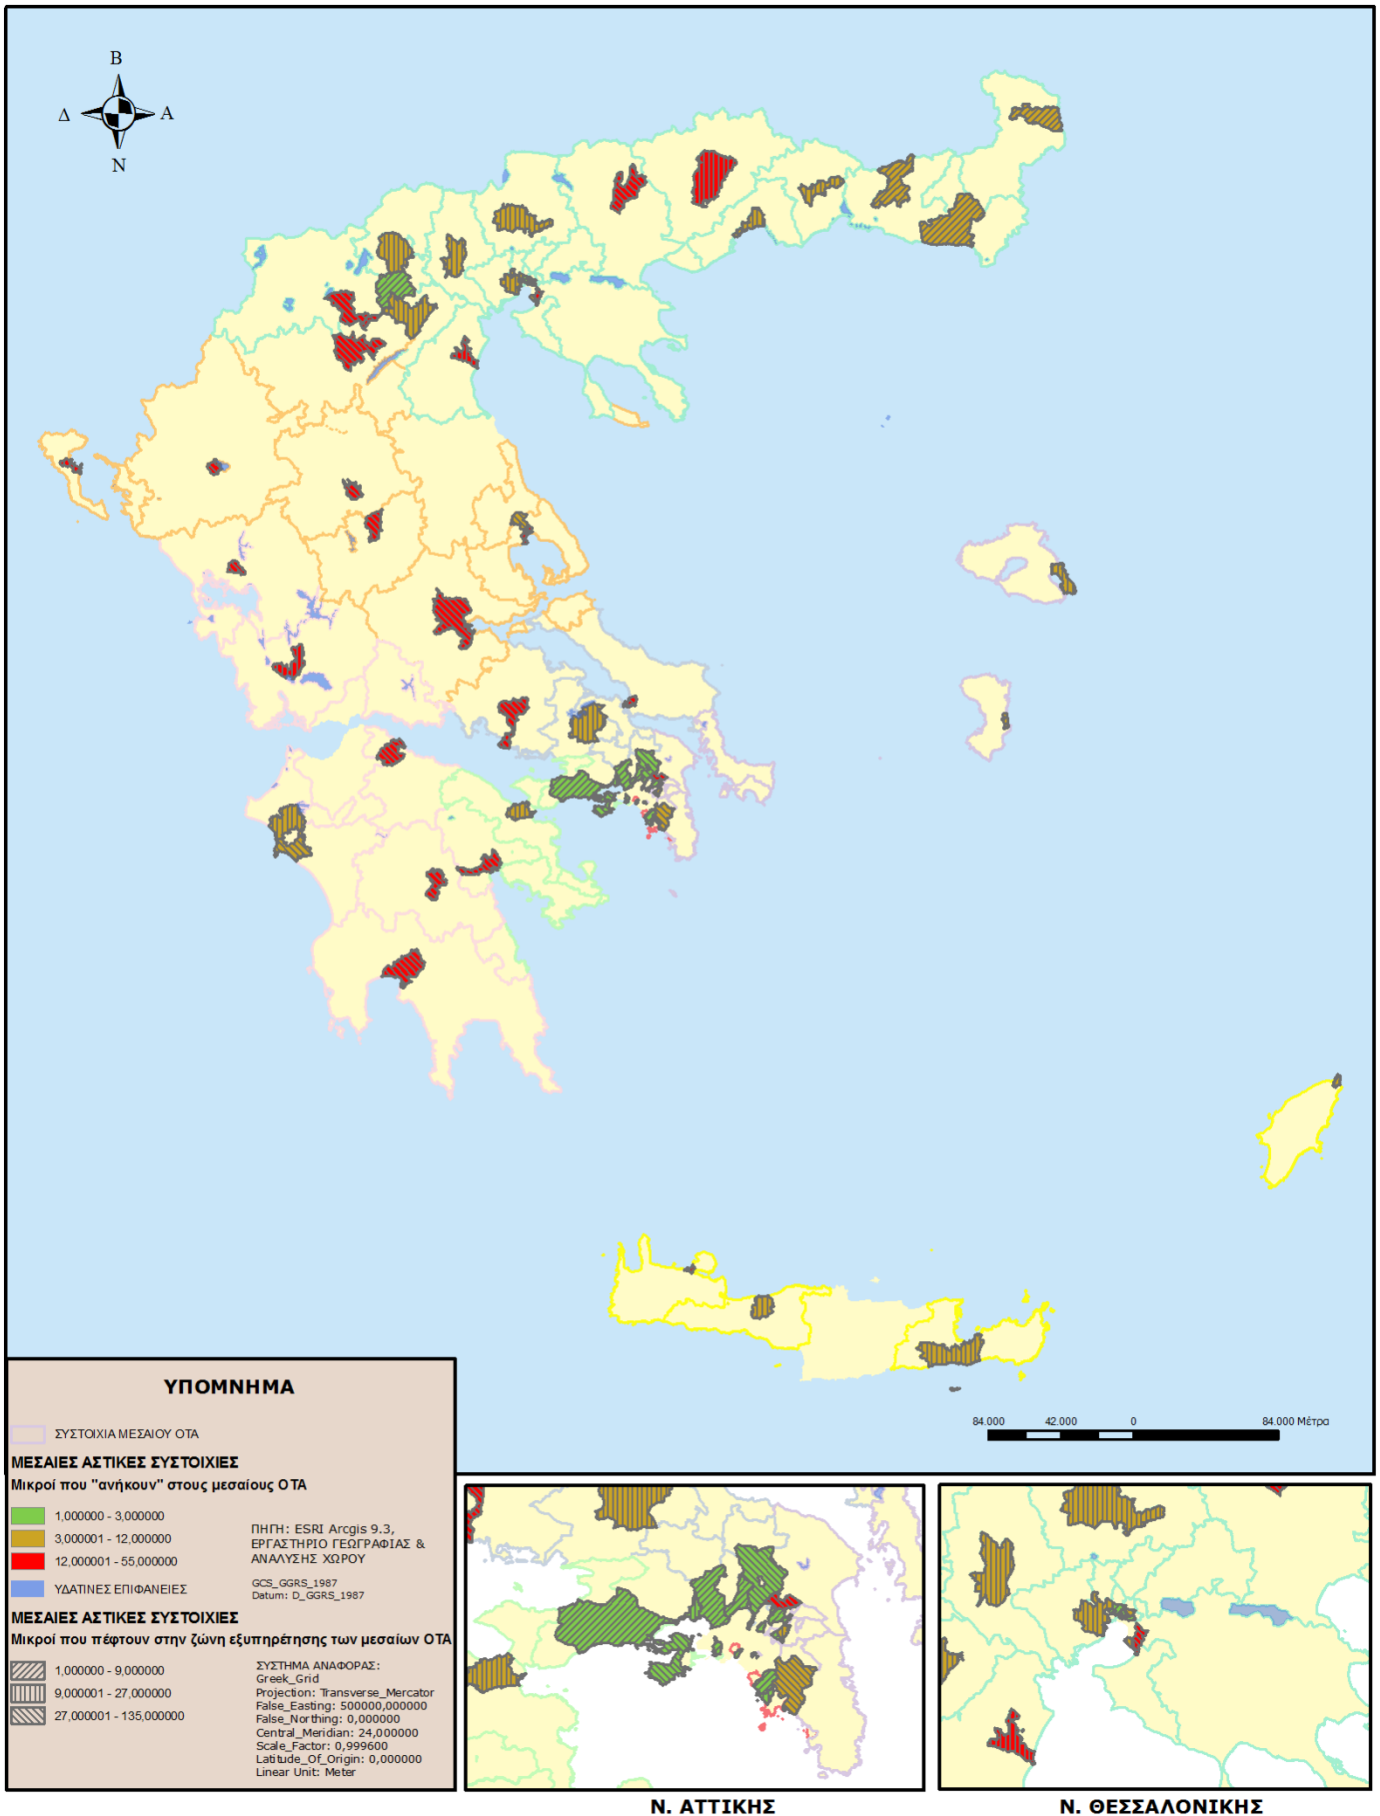 Β
Δ
Α
Ν
84.000 42.000 0 84.000 Μέτρα
ΥΠΟΜΝΗΜΑ
ΣΥΣΤΟΙΧΙΑ ΜΕΣΑΙΟΥ ΟΤΑ
ΜΕΣΑΙΕΣ ΑΣΤΙΚΕΣ ΣΥΣΤΟΙΧΙΕΣ
Μικροί που "ανήκουν" στους μεσαίους ΟΤΑ
1,000000 - 3,000000
3,000001 - 12,000000
12,000001 - 55,000000
ΥΔΑΤΙΝΕΣ ΕΠΙΦΑΝΕΙΕΣ
ΠΗΓΗ: ESRI Arcgis 9.3,
ΕΡΓΑΣΤΗΡΙΟ ΓΕΩΓΡΑΦΙΑΣ &
ΑΝΑΛΥΣΗΣ ΧΩΡΟΥ
GCS_GGRS_1987
Datum: D_GGRS_1987
ΜΕΣΑΙΕΣ ΑΣΤΙΚΕΣ ΣΥΣΤΟΙΧΙΕΣ
Μικροί που πέφτουν στην ζώνη εξυπηρέτησης των μεσαίων ΟΤΑ
1,000000 - 9,000000
9,000001 - 27,000000
27,000001 - 135,000000
ΣΥΣΤΗΜΑ ΑΝΑΦΟΡΑΣ:
Greek_Grid
Projection: Transverse_Mercator
False_Easting: 500000,000000
False_Northing: 0,000000
Central_Meridian: 24,000000
Scale_Factor: 0,999600
Latitude_Of_Origin: 0,000000
Linear Unit: Meter
Ν. ΑΤΤΙΚΗΣ
Ν. ΘΕΣΣΑΛΟΝΙΚΗΣ